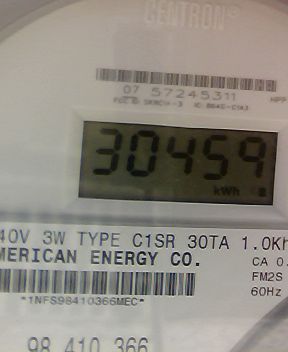 CENTRON®
07 57245311
30459
kWh
40V 3W TYPE C1SR 30TA 1.0Kh
MERICAN ENERGY CO.
CA 0.
FM2S
60Hz
*1NFS98410366MEC*
98 410 366